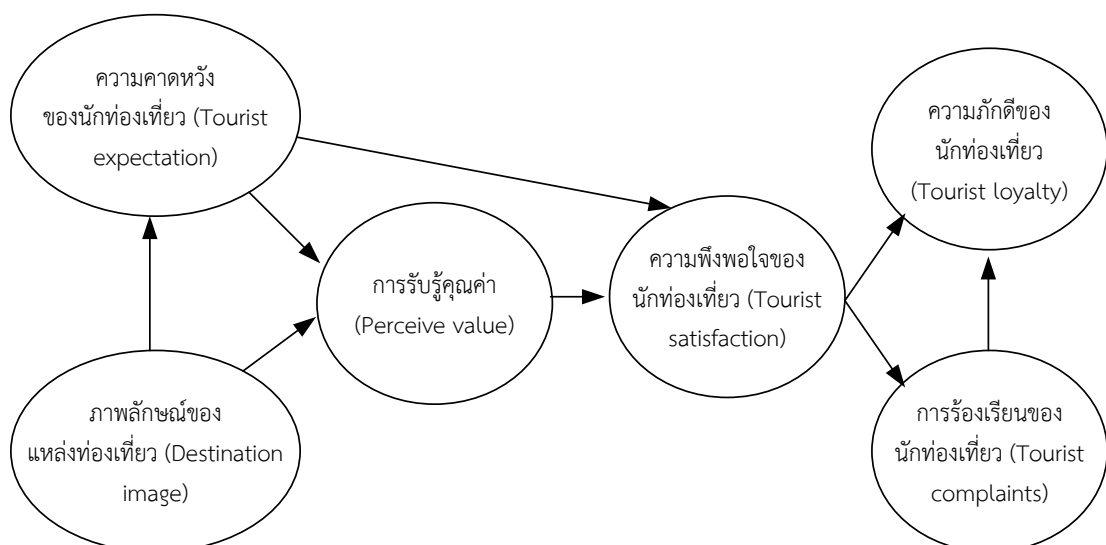 ความคาดหวัง
ของนักท่องเที่ยว (Tourist
expectation)
ความภักดีของ
นักท่องเที่ยว
(Tourist loyalty)
การรับรู้คุณค่า
(Perceive value)
ความพึงพอใจของ
นักท่องเที่ยว (Tourist
satisfaction)
ภาพลักษณ์ของ
แหล่งท่องเที่ยว (Destination
image)
การร้องเรียนของ
นักท่องเที่ยว (Tourist
complaints)